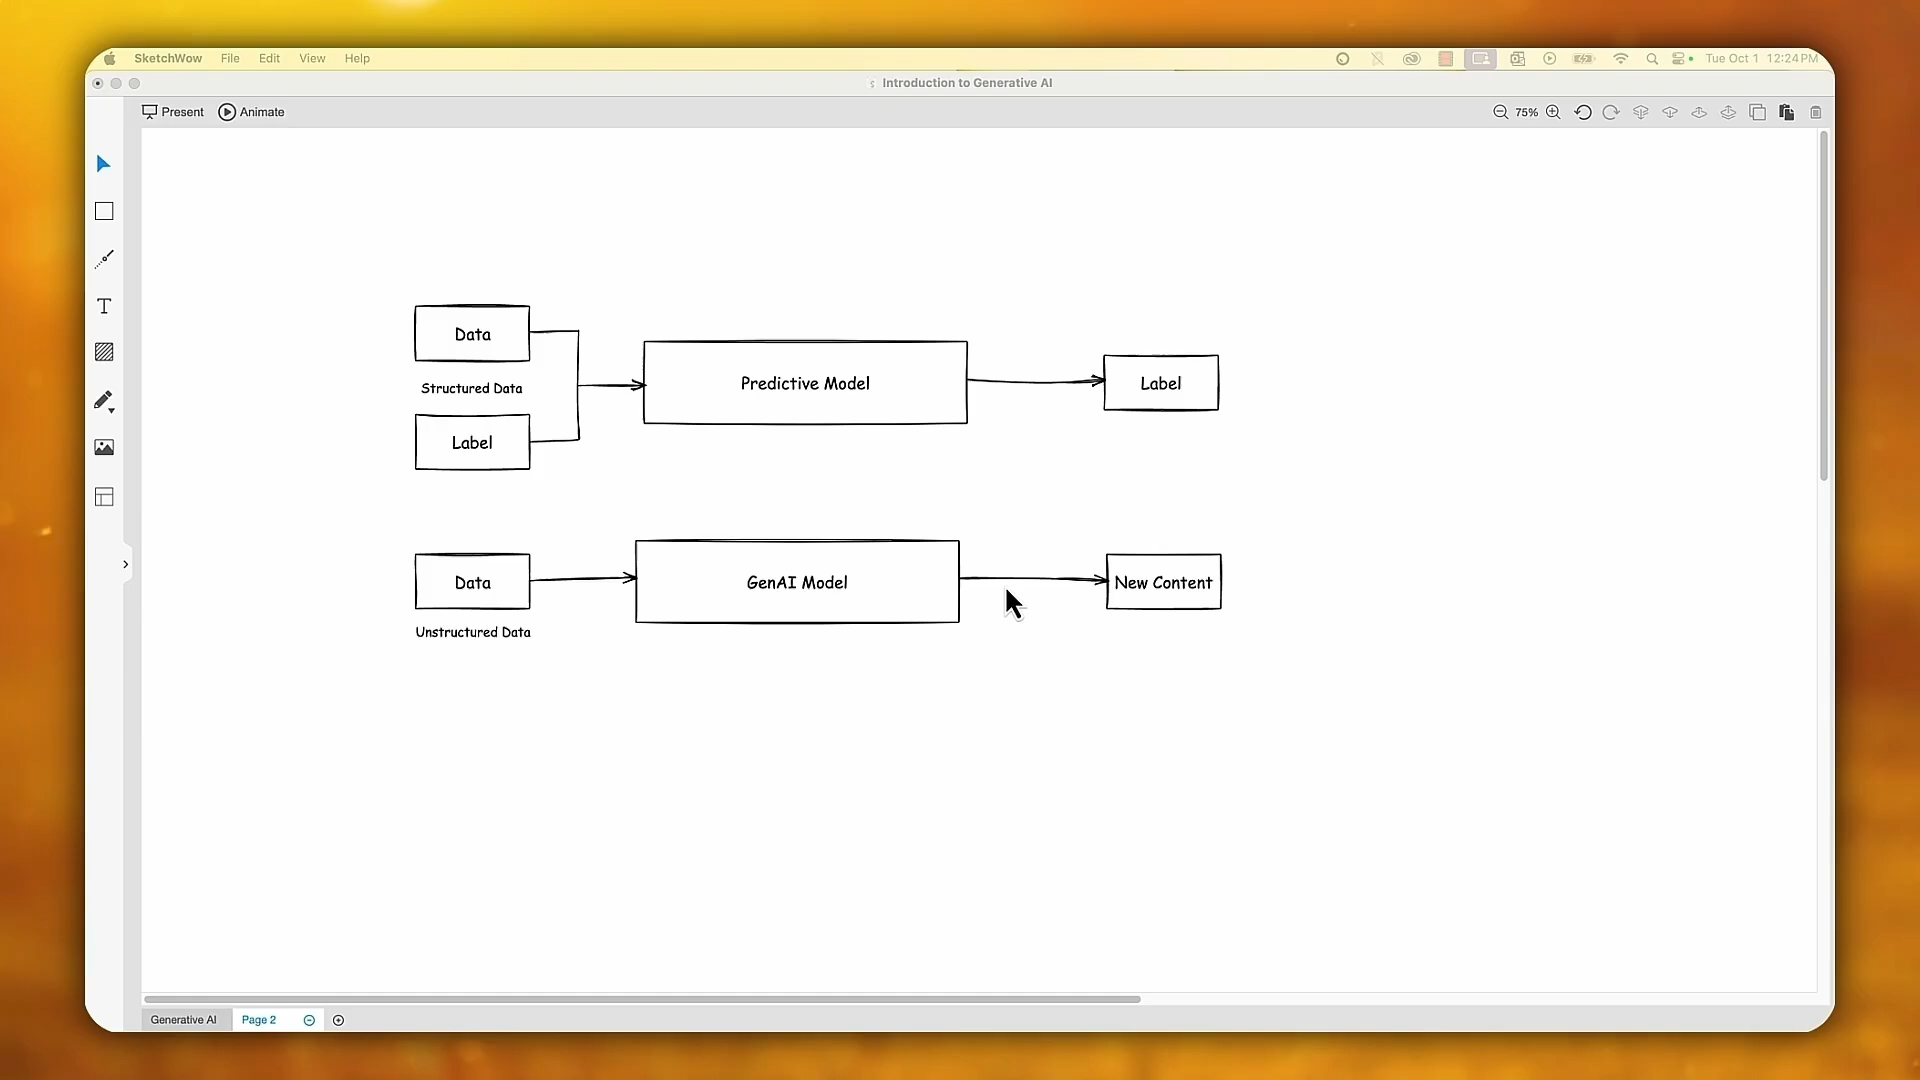 SketchWow File Edit View Help Tue Oct 1 12:24 PM
Introduction to Generative AI
Present Animate 75%
Data
Structured Data
Label
Predictive Model
Label
Data
Unstructured Data
GenAI Model
New Content
Generative AI Page 2